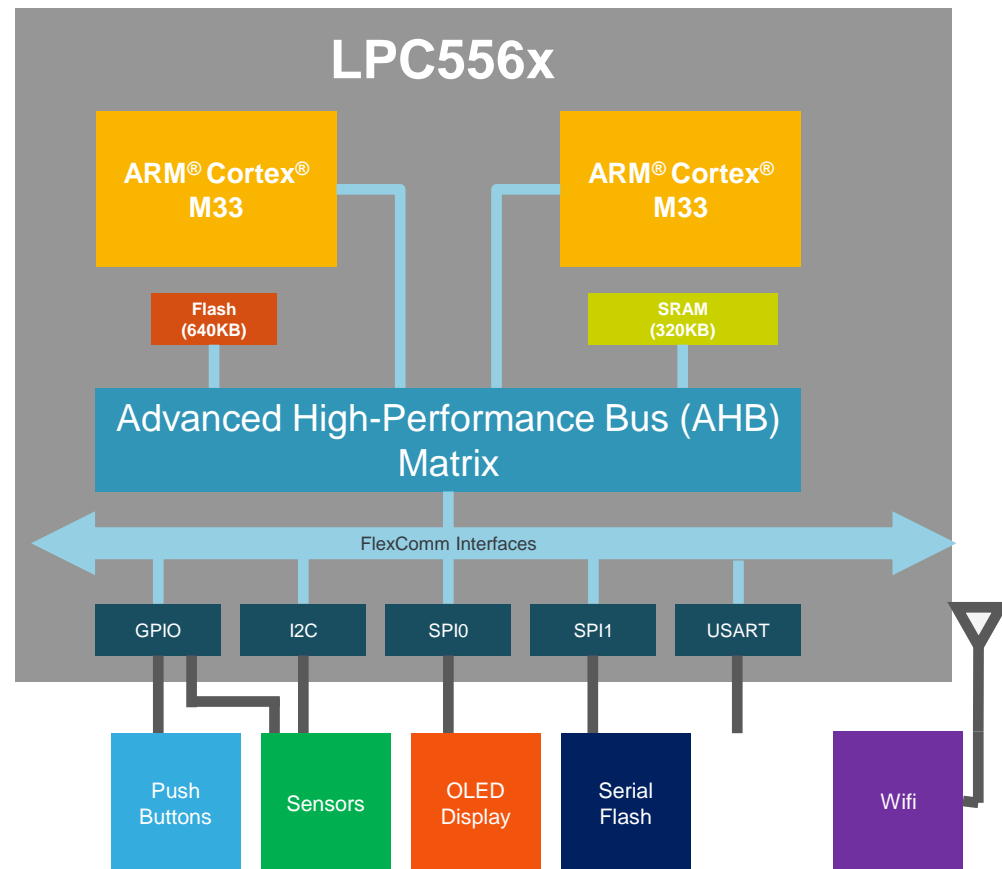 LPC556x
ARM® Cortex®
M33
ARM® Cortex®
M33
Flash
(640KB)
SRAM
(320KB)
Advanced High-Performance Bus (AHB)
Matrix
FlexComm Interfaces
GPIO
I2C
SPI0
SPI1
USART
Push
Buttons
Sensors
OLED
Display
Serial
Flash
Wifi